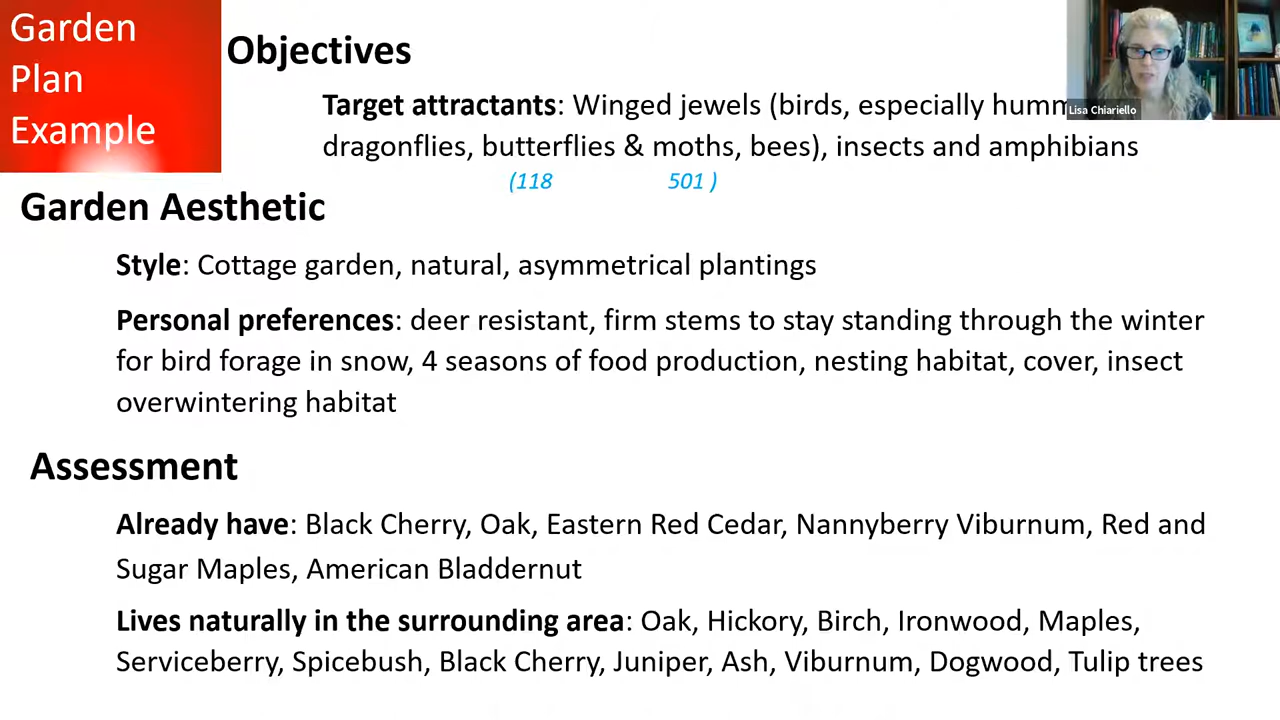 Garden
Plan
Example
Objectives
Target attractants: Winged jewels (birds, especially
dragonflies, butterflies & moths, bees), insects and amphibians
(118 501 )
Lisa Chiariello
Garden Aesthetic
Style: Cottage garden, natural, asymmetrical plantings
Personal preferences: deer resistant, firm stems to stay standing through the winter
for bird forage in snow, 4 seasons of food production, nesting habitat, cover, insect
overwintering habitat
Assessment
Already have: Black Cherry, Oak, Eastern Red Cedar, Nannyberry Viburnum, Red and
Sugar Maples, American Bladdernut
Lives naturally in the surrounding area: Oak, Hickory, Birch, Ironwood, Maples,
Serviceberry, Spicebush, Black Cherry, Juniper, Ash, Viburnum, Dogwood, Tulip trees